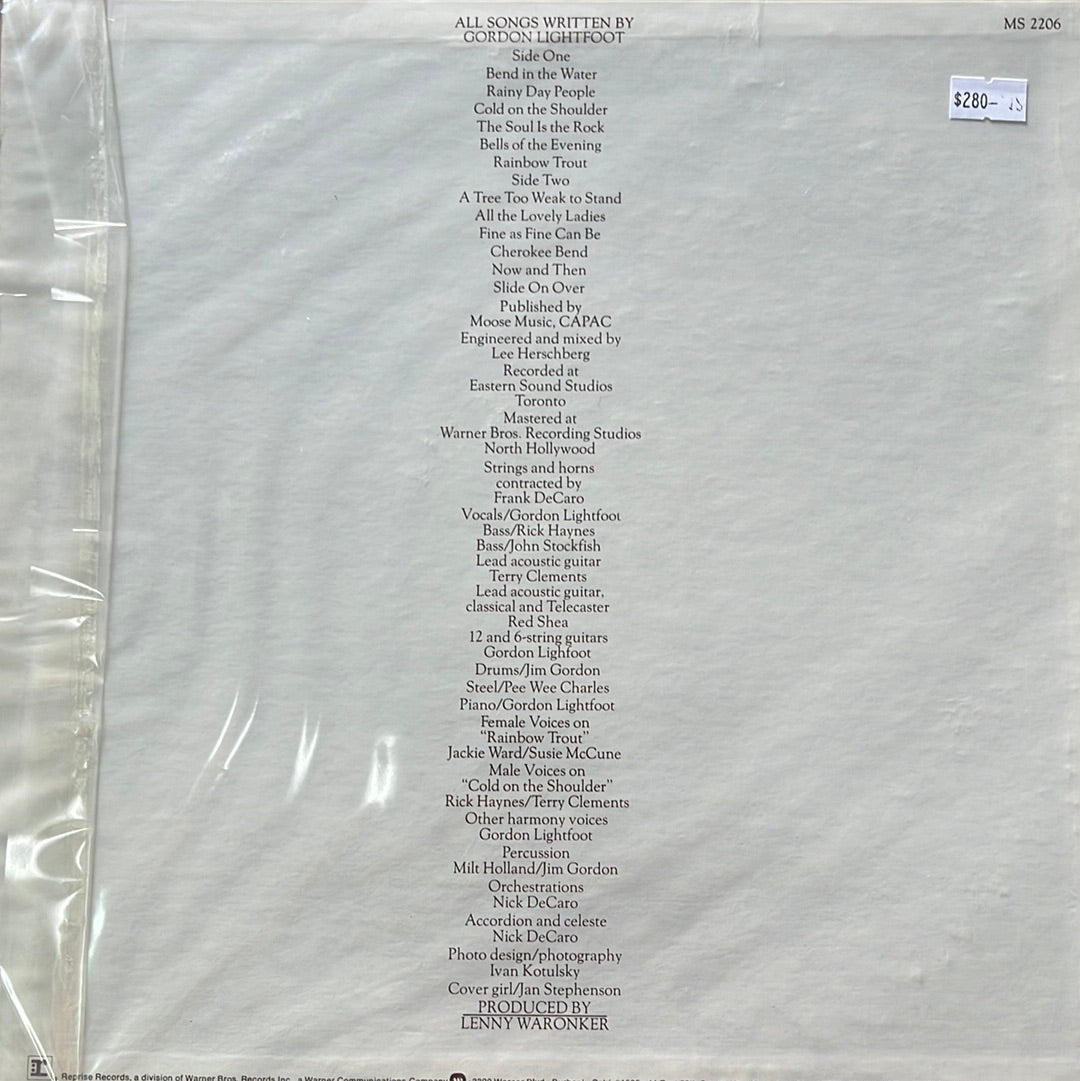 ALL SONGS WRITTEN BY
GORDON LIGHTFOOT
MS 2206
Side One
Bend in the Water
Rainy Day People
Cold on the Shoulder
The Soul Is the Rock
Bells of the Evening
Rainbow Trout
Side Two
A Tree Too Weak to Stand
All the Lovely Ladies
Fine as Fine Can Be
Cherokee Bend
Now and Then
Slide On Over
Published by
Moose Music, CAPAC
Engineered and mixed by
Lee Herschberg
Recorded at
Eastern Sound Studios
Toronto
Mastered at
Warner Bros. Recording Studios
North Hollywood
Strings and horns
contracted by
Frank DeCaro
Vocals/Gordon Lightfoot
Bass/Rick Haynes
Bass/John Stockfish
Lead acoustic guitar
Terry Clements
Lead acoustic guitar,
classical and Telecaster
Red Shea
12 and 6-string guitars
Gordon Lighfoot
Drums/Jim Gordon
Steel/Pee Wee Charles
Piano/Gordon Lightfoot
Female Voices on
“Rainbow Trout”
Jackie Ward/Susie McCune
Male Voices on
“Cold on the Shoulder”
Rick Haynes/Terry Clements
Other harmony voices
Gordon Lightfoot
Percussion
Milt Holland/Jim Gordon
Orchestrations
Nick DeCaro
Accordion and celeste
Nick DeCaro
Photo design/photography
Ivan Kotulsky
Cover girl/Jan Stephenson
PRODUCED BY
LENNY WARONKER
$280-
Reprise Records, a division of Warner Bros. Records Inc., a Warner Communications Company